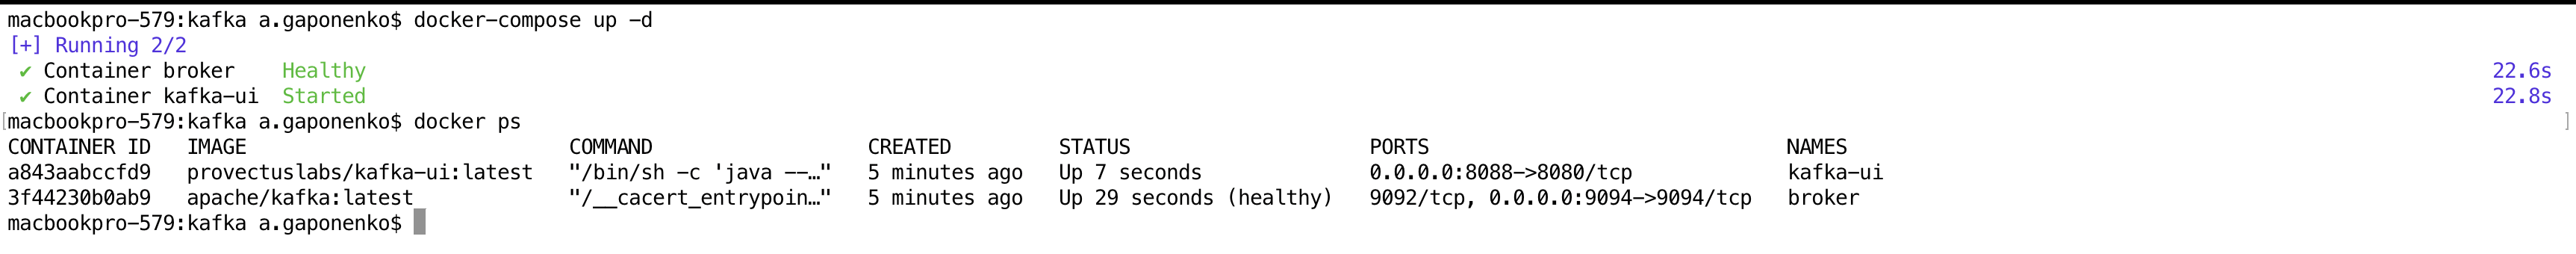 macbookpro-579:kafka a.gaponenko$ docker-compose up -d
[+] Running 2/2
✔ Container broker    Healthy    22.6s
✔ Container kafka-ui  Started    22.8s
[macbookpro-579:kafka a.gaponenko$ docker ps ]
CONTAINER ID   IMAGE                           COMMAND                  CREATED         STATUS                    PORTS                              NAMES
a843aabccfd9   provectuslabs/kafka-ui:latest   "/bin/sh -c 'java --…"   5 minutes ago   Up 7 seconds              0.0.0.0:8088->8080/tcp             kafka-ui
3f44230b0ab9   apache/kafka:latest             "/__cacert_entrypoin…"   5 minutes ago   Up 29 seconds (healthy)   9092/tcp, 0.0.0.0:9094->9094/tcp   broker
macbookpro-579:kafka a.gaponenko$